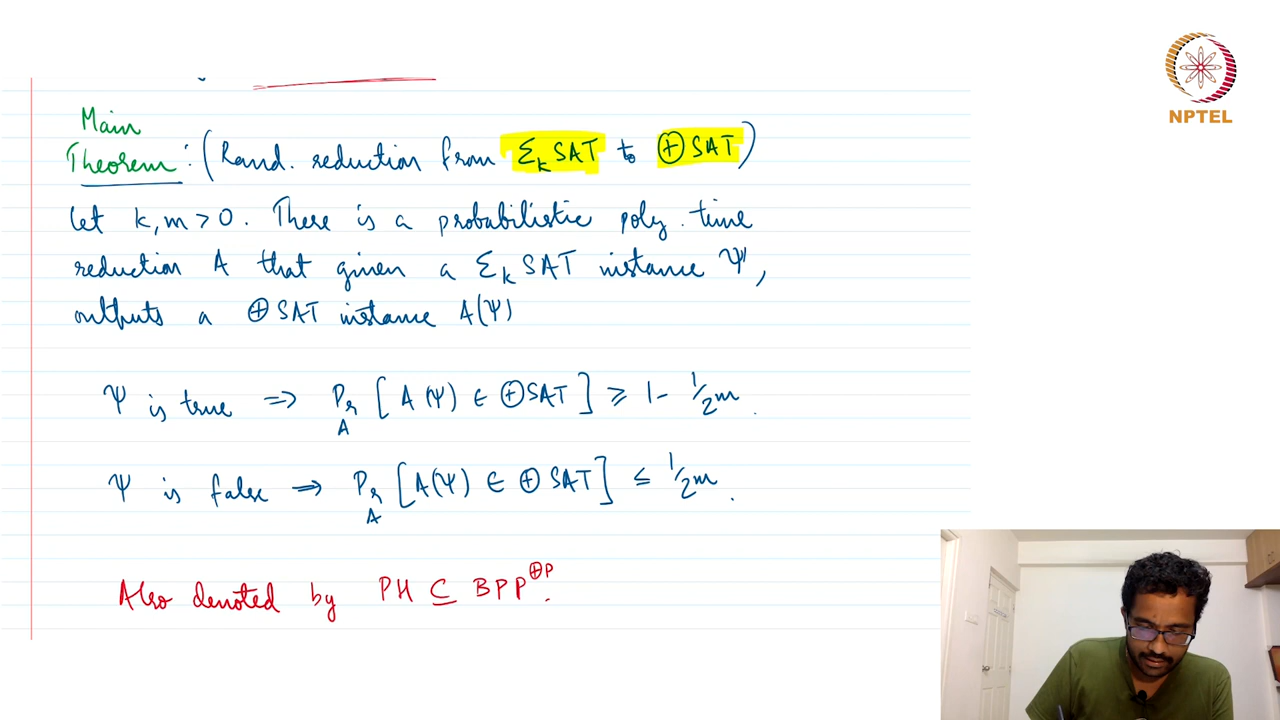 NPTEL
Main
Theorem: (Rand. reduction from Σ_k SAT to ⊕SAT)
Let k, m > 0. There is a probabilistic poly. time
reduction A that given a Σ_k SAT instance Ψ,
outputs a ⊕SAT instance A(Ψ)
Ψ is true ⇒ Pr_A [A(Ψ) ∈ ⊕SAT] ≥ 1 - 1/2m.
Ψ is false ⇒ Pr_A [A(Ψ) ∈ ⊕SAT] ≤ 1/2m.
Also denoted by PH ⊆ BPP^⊕P.